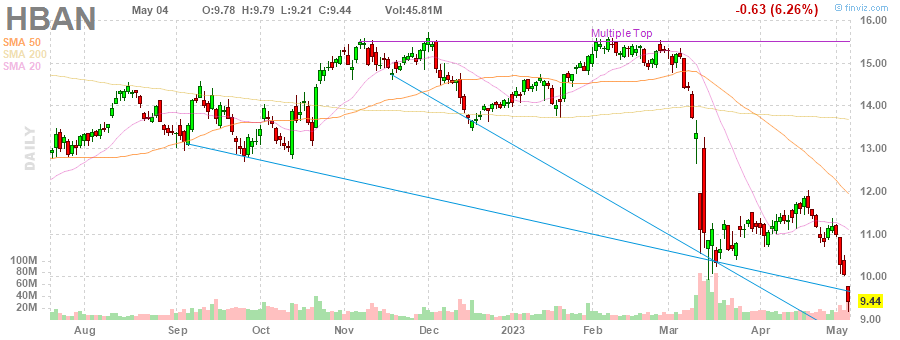 HBAN May 04 O:9.78 H:9.79 L:9.21 C:9.44 Vol:45.81M -0.63 (6.26%) © finviz.com
SMA 50
SMA 200
SMA 20
Multiple Top
DAILY
16.00
15.00
14.00
13.00
12.00
11.00
10.00
9.44
9.00
100M
80M
60M
40M
20M
Aug Sep Oct Nov Dec 2023 Feb Mar Apr May